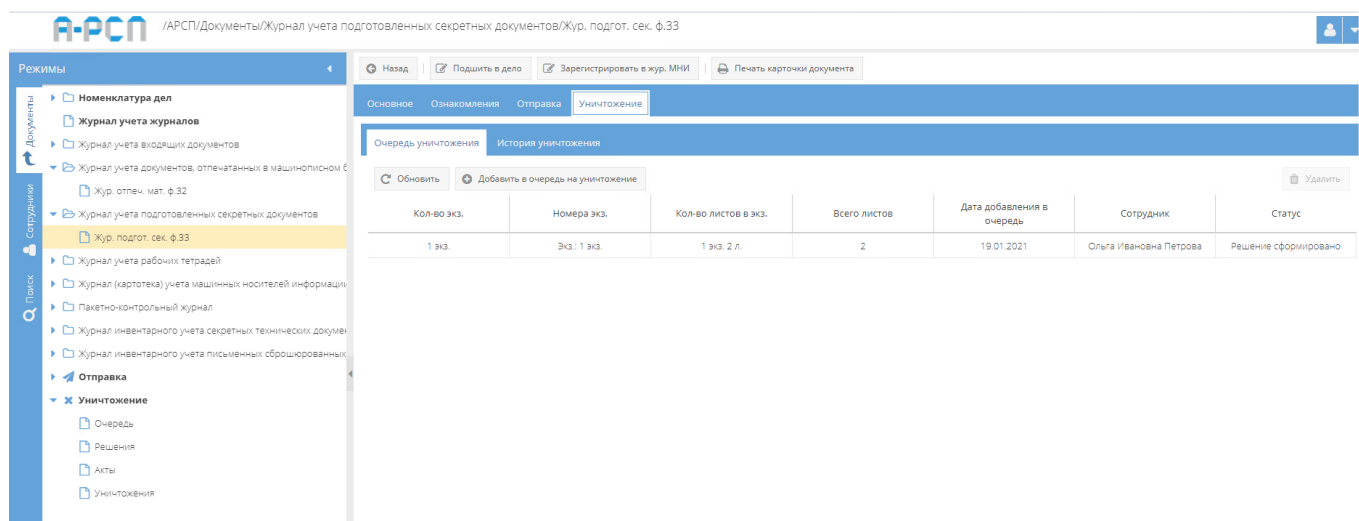 А-РСП
/АРСП/Документы/Журнал учета подготовленных секретных документов/Жур. подгот. сек. ф.33
Режимы
Назад
Подшить в дело
Зарегистрировать в жур. МНИ
Печать карточки документа
Документы
Сотрудники
Поиск
Номенклатура дел
Журнал учета журналов
Журнал учета входящих документов
Журнал учета документов, отпечатанных в машинописном б
Жур. отпеч. мат. ф.32
Журнал учета подготовленных секретных документов
Жур. подгот. сек. ф.33
Журнал учета рабочих тетрадей
Журнал (картотека) учета машинных носителей информации
Пакетно-контрольный журнал
Журнал инвентарного учета секретных технических докумен
Журнал инвентарного учета письменных сброшюрованных
Отправка
Уничтожение
Очередь
Решения
Акты
Уничтожения
Основное Ознакомления Отправка Уничтожение
Очередь уничтожения История уничтожения
Обновить Добавить в очередь на уничтожение Удалить
Кол-во экз. Номера экз. Кол-во листов в экз. Всего листов Дата добавления в очередь Сотрудник Статус
1 экз. Экз.: 1 экз. 1 экз. 2 л. 2 19.01.2021 Ольга Ивановна Петрова Решение сформировано